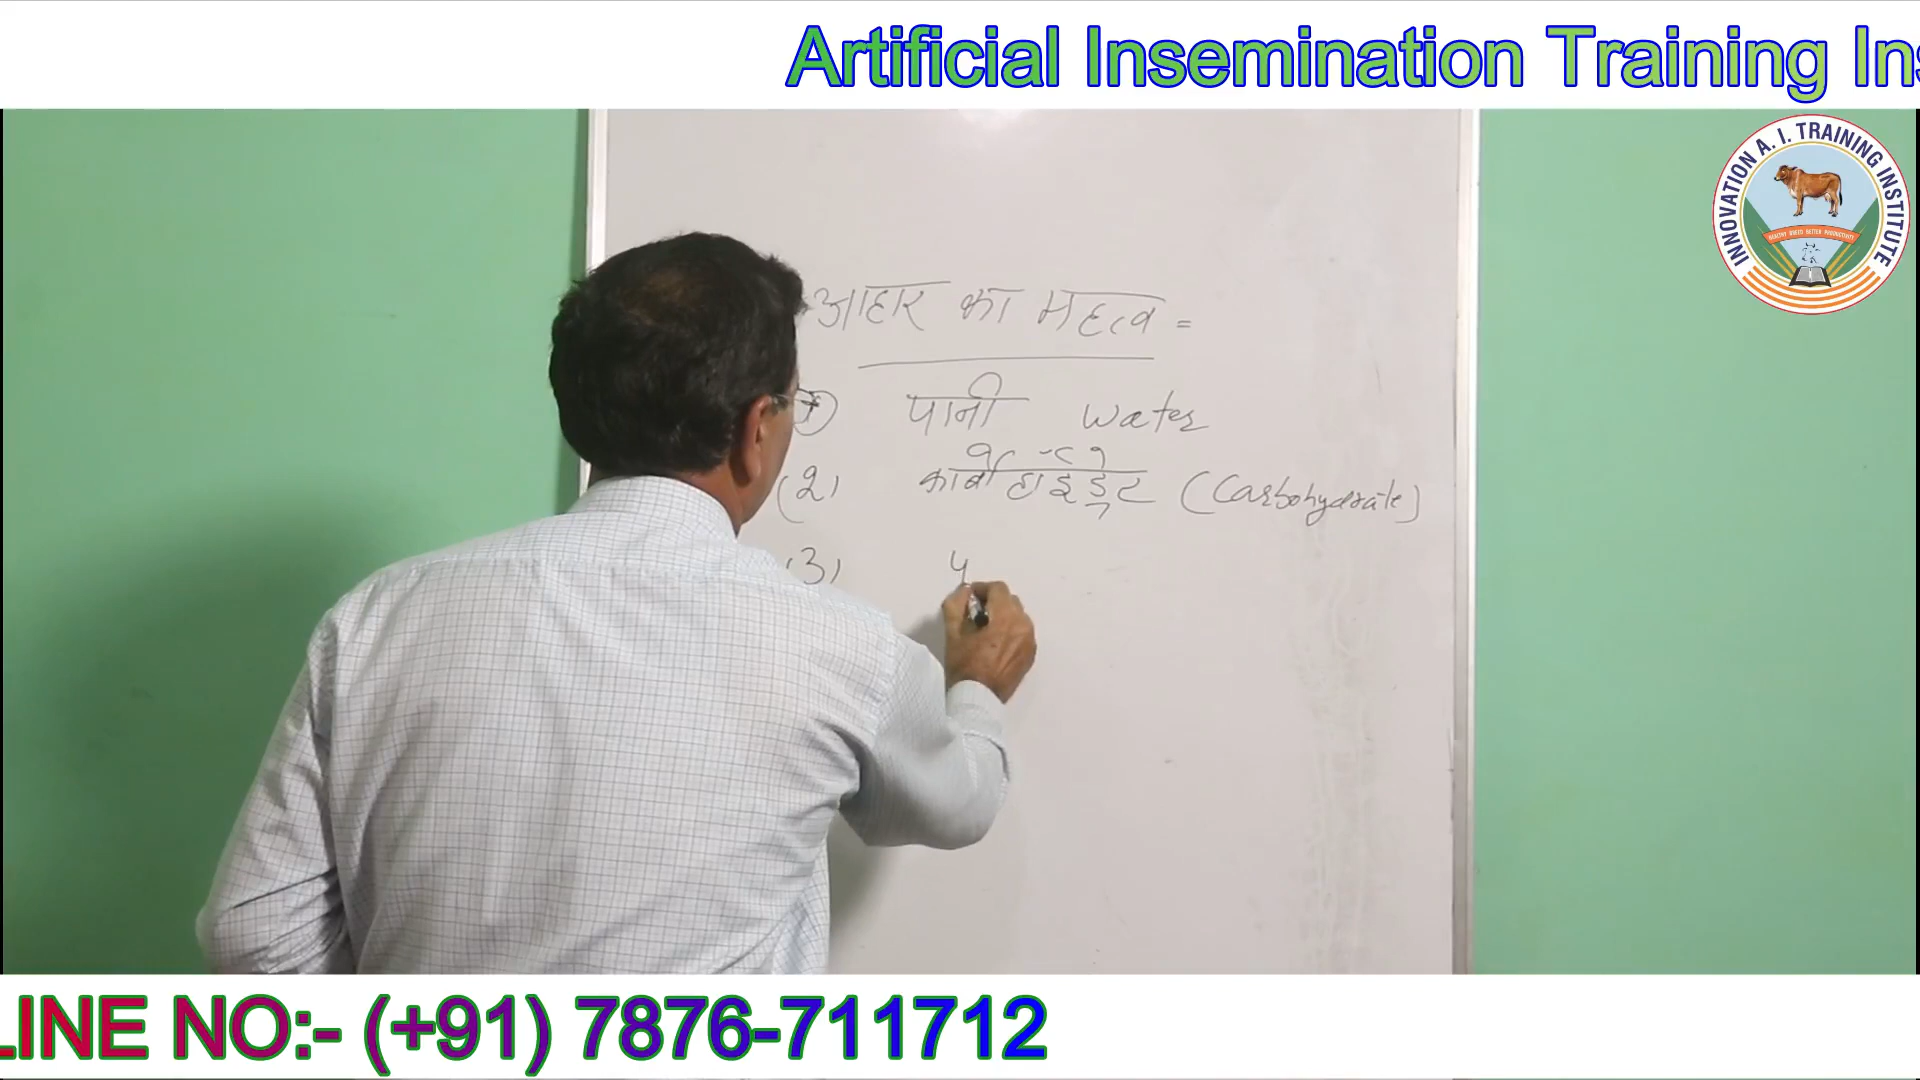 Artificial Insemination Training Ins
INNOVATION A. I. TRAINING INSTITUTE
आहार का महत्व =
पानी Water
(2) कार्बोहाइड्रेट (Carbohydrate)
(3) प
LINE NO:- (+91) 7876-711712